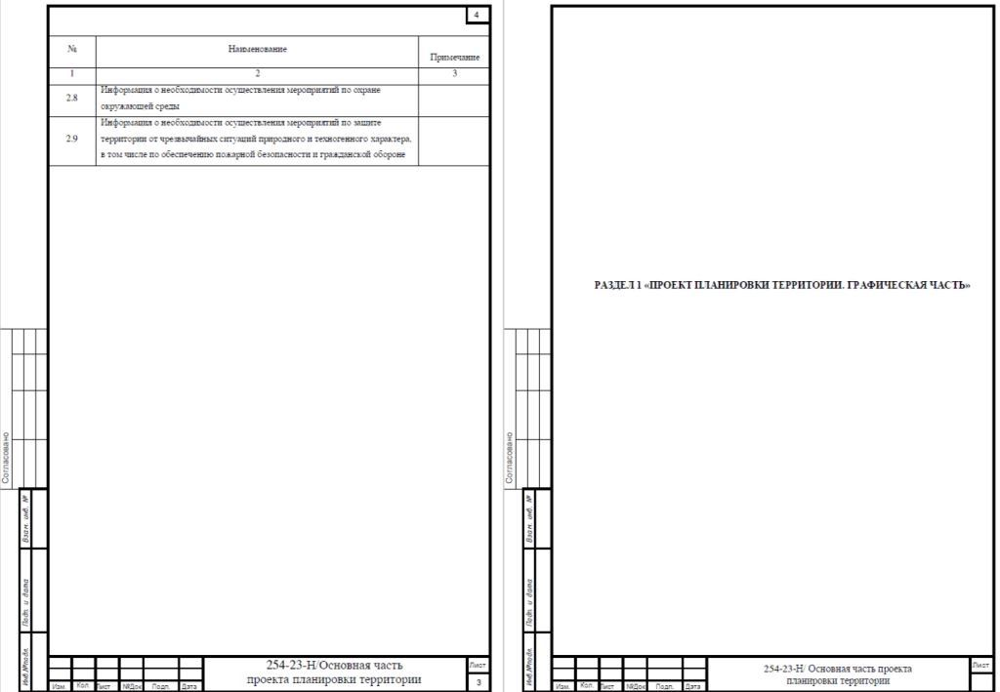 4
№ Наименование Примечание
1 2 3
2.8 Информация о необходимости осуществления мероприятий по охране
окружающей среды
2.9 Информация о необходимости осуществления мероприятий по защите
территории от чрезвычайных ситуаций природного и техногенного характера,
в том числе по обеспечению пожарной безопасности и гражданской обороне
Согласовано
Взам. инв. №
Подп. и дата
Инв.№подл.
Изм. Кол. Лист №Док Подп. Дата
254-23-Н/Основная часть
проекта планировки территории
Лист
3
РАЗДЕЛ 1 «ПРОЕКТ ПЛАНИРОВКИ ТЕРРИТОРИИ. ГРАФИЧЕСКАЯ ЧАСТЬ»
Согласовано
Взам. инв. №
Подп. и дата
Инв.№подл.
Изм. Кол. Лист №Док Подп. Дата
254-23-Н/ Основная часть проекта
планировки территории
Лист